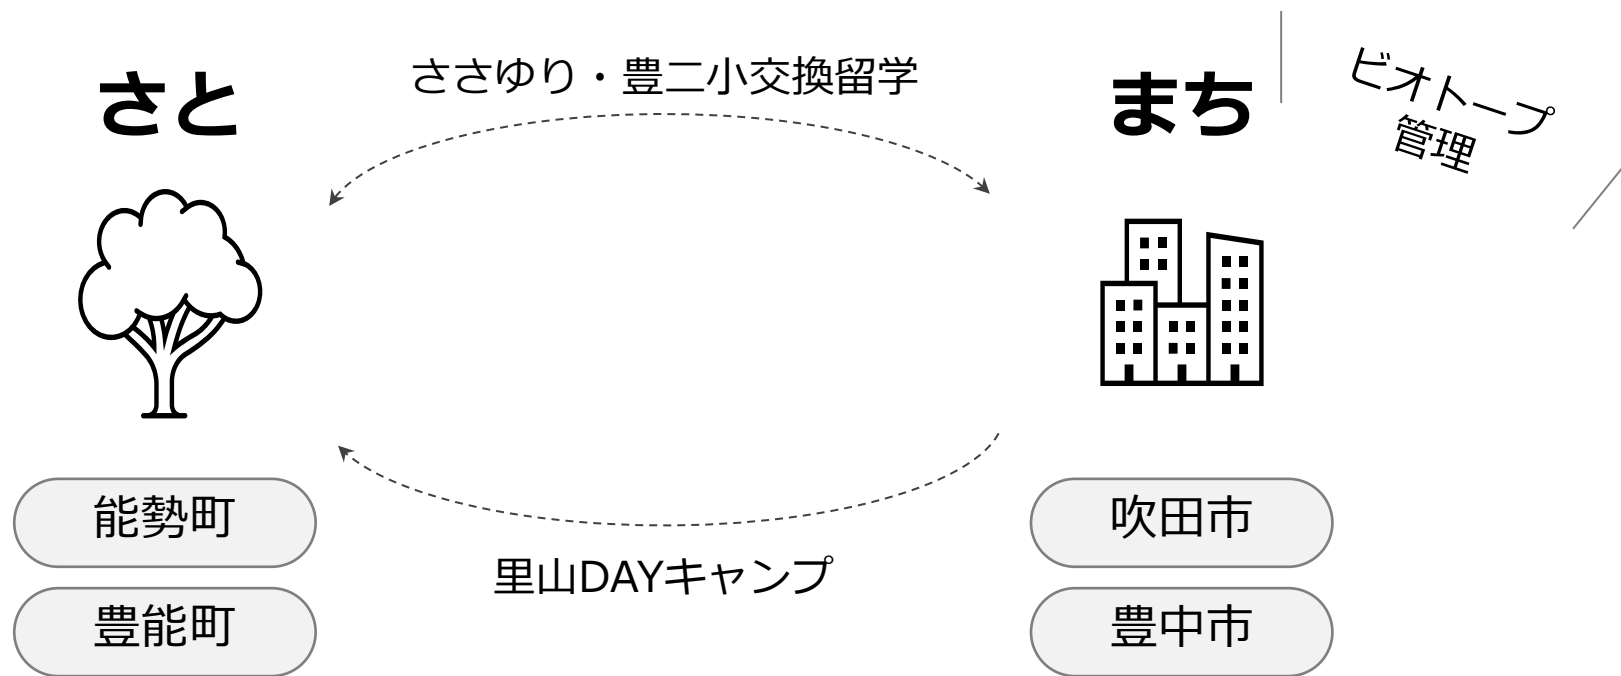 さと
ささゆり・豊二小交換留学
まち
ビオトープ
管理
能勢町
豊能町
里山DAYキャンプ
吹田市
豊中市